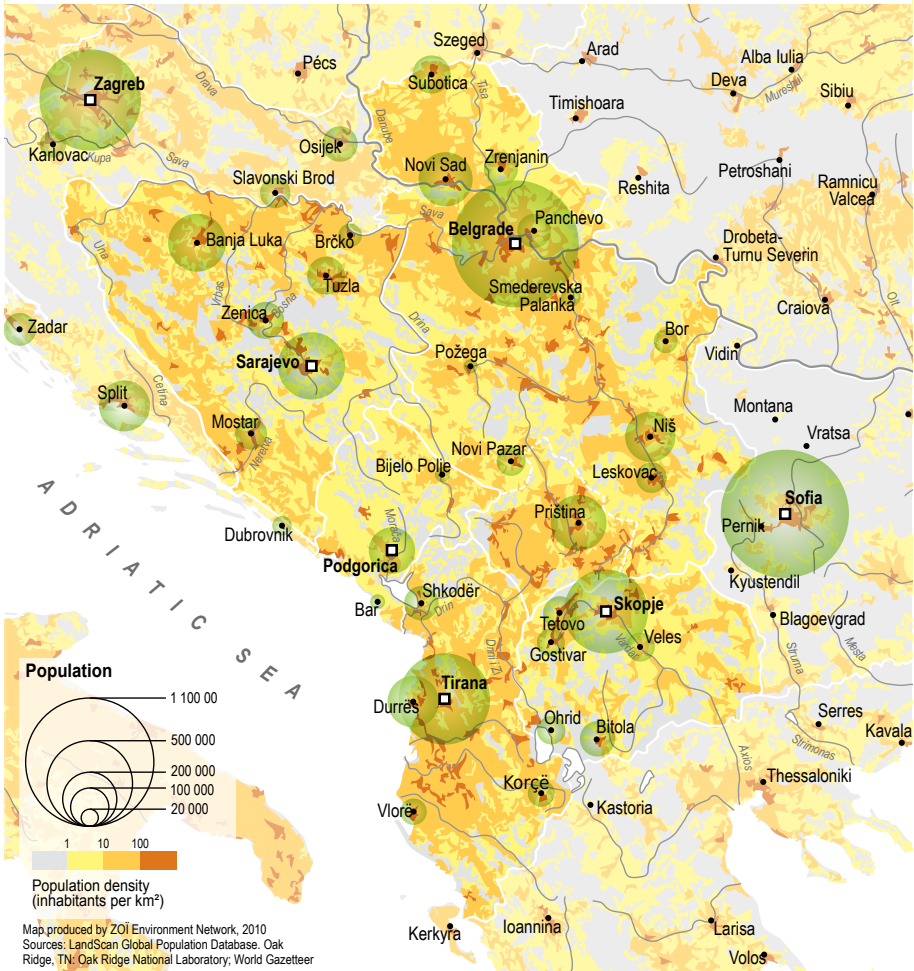 Szeged
Arad
Alba Iulia
Pécs
Subotica
Deva
Zagreb
Drava
Tisa
Mureshul
Sibiu
Timishoara
Danube
Karlovac
Kupa
Sava
Osijek
Novi Sad
Zrenjanin
Petroshani
Reshita
Ramnicu
Valcea
Slavonski Brod
Sava
Panchevo
Banja Luka
Brčko
Belgrade
Drobeta-
Turnu Severin
Una
Tuzla
Smederevska
Palanka
Vrbas
Bosna
Olt
Craiova
Zenica
Drina
Zadar
Bor
Vidin
Sarajevo
Požega
Cetina
Split
Montana
Mostar
Niš
Vratsa
Neretva
Novi Pazar
Bijelo Polje
Leskovac
Sofia
Priština
Pernik
Morača
Dubrovnik
Podgorica
Kyustendil
Shkodër
Bar
Drin
Skopje
Tetovo
Blagoevgrad
Gostivar
Vardar
Veles
Mesta
Struma
ADRIATIC SEA
Drini i Zi
Tirana
Durrës
Ohrid
Bitola
Serres
Kavala
Strimonas
Axios
Korçë
Thessaloniki
Vlorë
Kastoria
Ioannina
Kerkyra
Larisa
Volos
Population
1 100 00
500 000
200 000
100 000
20 000
1 10 100
Population density
(inhabitants per km²)
Map produced by ZOÏ Environment Network, 2010
Sources: LandScan Global Population Database. Oak
Ridge, TN: Oak Ridge National Laboratory; World Gazetteer